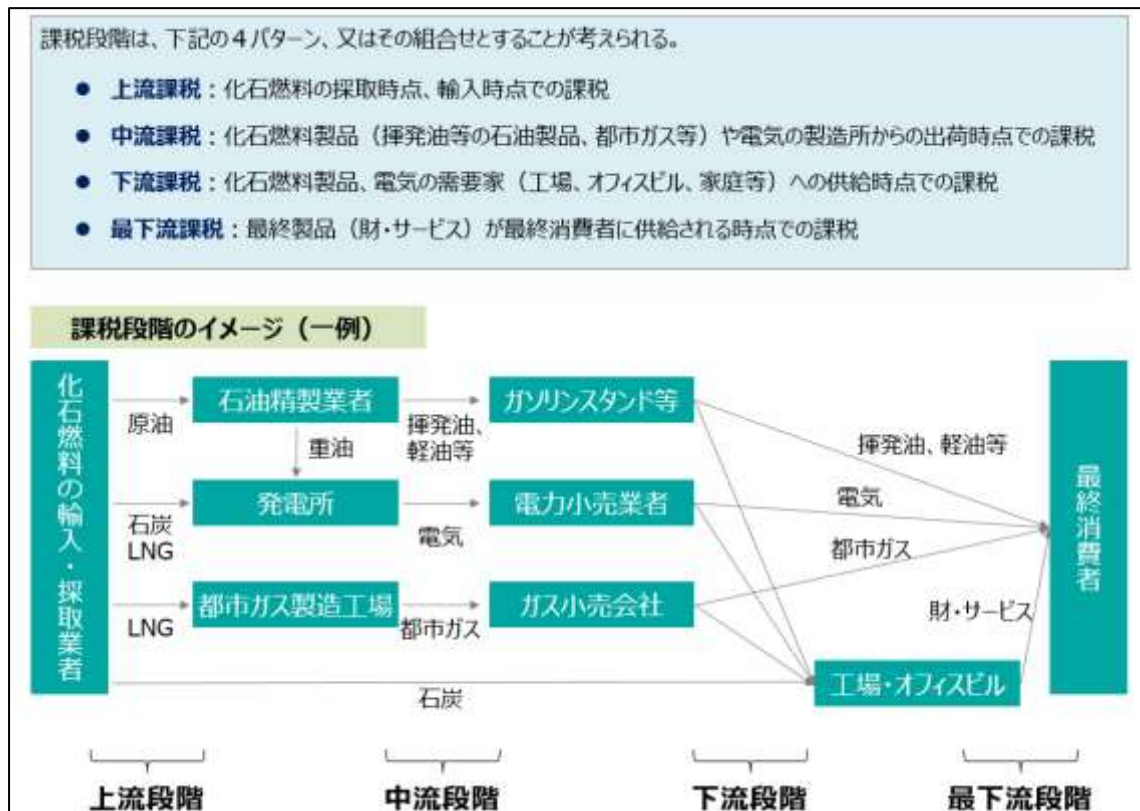 課税段階は、下記の4パターン、又はその組合せとすることが考えられる。
● 上流課税：化石燃料の採取時点、輸入時点での課税
● 中流課税：化石燃料製品（揮発油等の石油製品、都市ガス等）や電気の製造所からの出荷時点での課税
● 下流課税：化石燃料製品、電気の需要家（工場、オフィスビル、家庭等）への供給時点での課税
● 最下流課税：最終製品（財・サービス）が最終消費者に供給される時点での課税
課税段階のイメージ（一例）
化石燃料の輸入・採取業者
原油
石油精製業者
揮発油、
軽油等
ガソリンスタンド等
重油
石炭
LNG
発電所
電気
電力小売業者
LNG
都市ガス製造工場
都市ガス
ガス小売会社
石炭
工場・オフィスビル
揮発油、軽油等
電気
都市ガス
財・サービス
最終消費者
上流段階
中流段階
下流段階
最下流段階